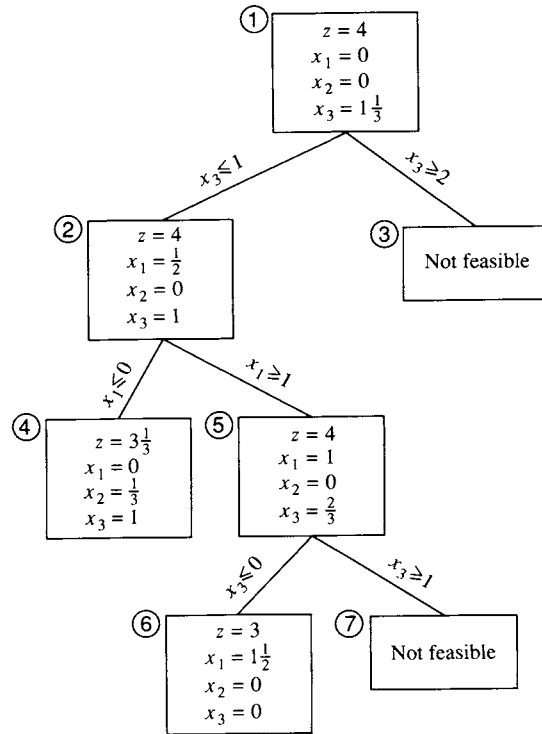 ①
z = 4
x₁ = 0
x₂ = 0
x₃ = 1 1/3
x₃ ≤ 1
x₃ ≥ 2
②
z = 4
x₁ = 1/2
x₂ = 0
x₃ = 1
③
Not feasible
x₁ ≤ 0
x₁ ≥ 1
④
z = 3 1/3
x₁ = 0
x₂ = 1/3
x₃ = 1
⑤
z = 4
x₁ = 1
x₂ = 0
x₃ = 2/3
x₃ ≤ 0
x₃ ≥ 1
⑥
z = 3
x₁ = 1 1/2
x₂ = 0
x₃ = 0
⑦
Not feasible